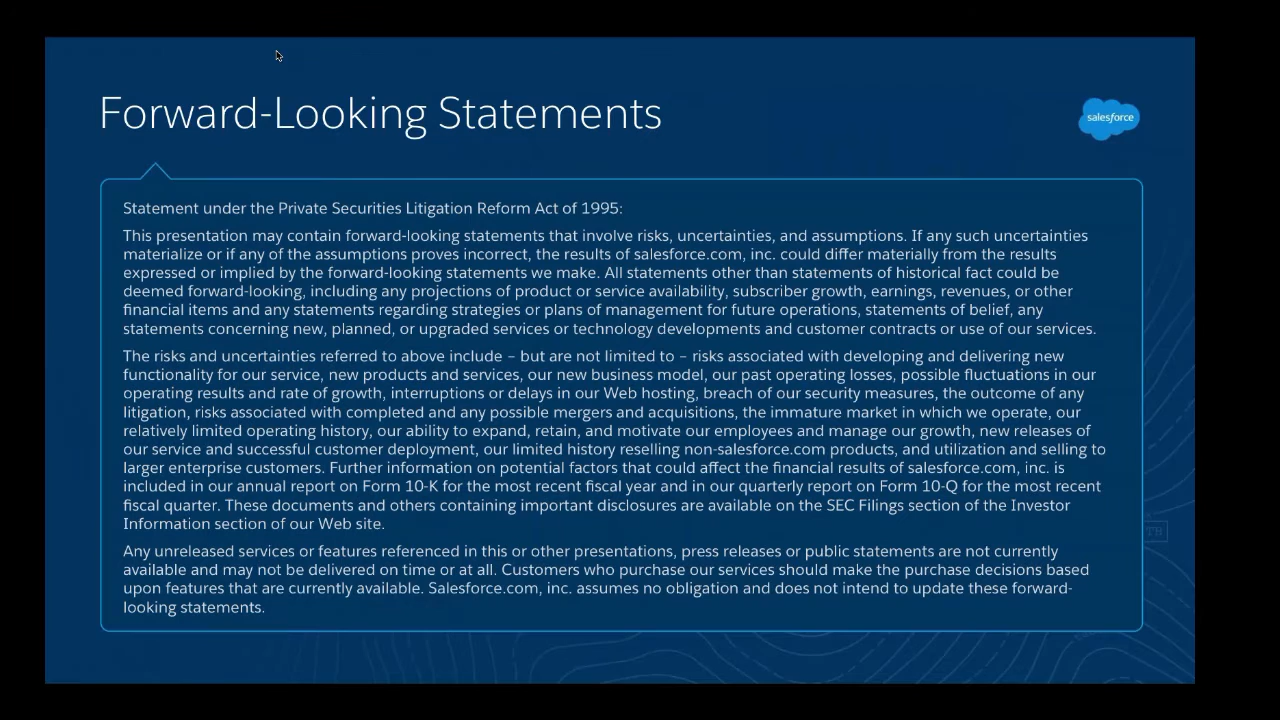 Forward-Looking Statements
salesforce
Statement under the Private Securities Litigation Reform Act of 1995:
This presentation may contain forward-looking statements that involve risks, uncertainties, and assumptions. If any such uncertainties
materialize or if any of the assumptions proves incorrect, the results of salesforce.com, inc. could differ materially from the results
expressed or implied by the forward-looking statements we make. All statements other than statements of historical fact could be
deemed forward-looking, including any projections of product or service availability, subscriber growth, earnings, revenues, or other
financial items and any statements regarding strategies or plans of management for future operations, statements of belief, any
statements concerning new, planned, or upgraded services or technology developments and customer contracts or use of our services.
The risks and uncertainties referred to above include – but are not limited to – risks associated with developing and delivering new
functionality for our service, new products and services, our new business model, our past operating losses, possible fluctuations in our
operating results and rate of growth, interruptions or delays in our Web hosting, breach of our security measures, the outcome of any
litigation, risks associated with completed and any possible mergers and acquisitions, the immature market in which we operate, our
relatively limited operating history, our ability to expand, retain, and motivate our employees and manage our growth, new releases of
our service and successful customer deployment, our limited history reselling non-salesforce.com products, and utilization and selling to
larger enterprise customers. Further information on potential factors that could affect the financial results of salesforce.com, inc. is
included in our annual report on Form 10-K for the most recent fiscal year and in our quarterly report on Form 10-Q for the most recent
fiscal quarter. These documents and others containing important disclosures are available on the SEC Filings section of the Investor
Information section of our Web site.
Any unreleased services or features referenced in this or other presentations, press releases or public statements are not currently
available and may not be delivered on time or at all. Customers who purchase our services should make the purchase decisions based
upon features that are currently available. Salesforce.com, inc. assumes no obligation and does not intend to update these forward-
looking statements.